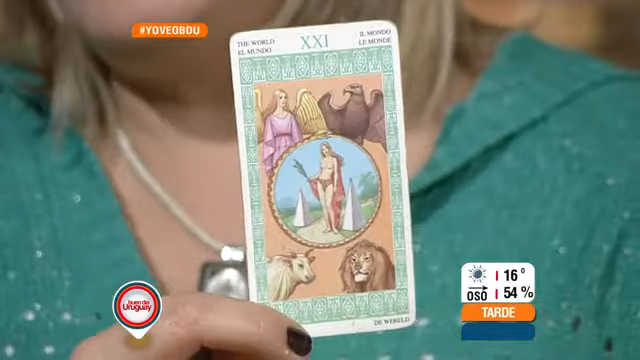 #YOVEOBDU
THE WORLD
EL MUNDO
XXI
IL MONDO
LE MONDE
DE WERELD
buen día
Uruguay
16°
OSO 54 %
TARDE